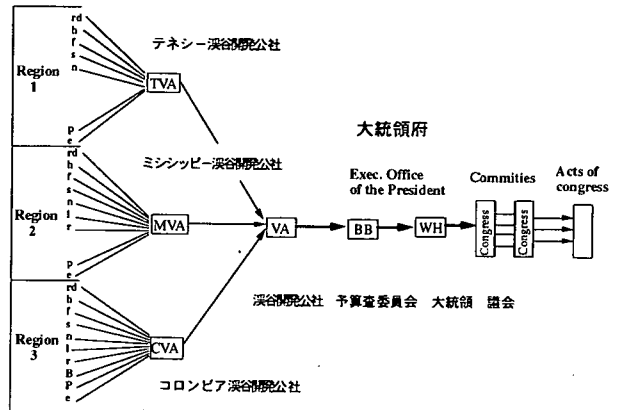 rd
h
f
s
n
Region
1
P
e
テネシー渓谷開発公社
TVA
rd
h
f
s
n
l
r
Region
2
P
e
ミシシッピー渓谷開発公社
MVA
rd
h
f
s
n
l
r
B
P
e
Region
3
CVA
コロンビア渓谷開発公社
VA
大統領府
Exec. Office
of the President
BB
WH
Commities
Congress
Congress
Acts of
congress
渓谷開発公社 予算査委員会 大統領 議会